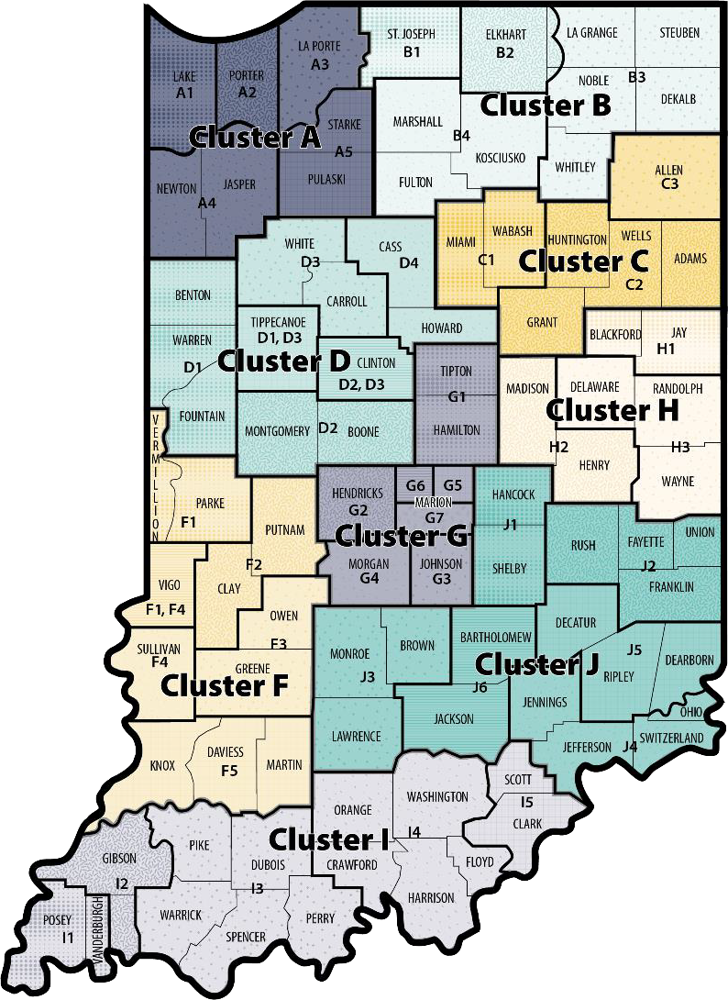 LA PORTE
A3
ST. JOSEPH
B1
ELKHART
B2
LA GRANGE
STEUBEN
LAKE
A1
PORTER
A2
NOBLE
B3
DEKALB
Cluster A
Cluster B
STARKE
A5
PULASKI
MARSHALL
B4
KOSCIUSKO
FULTON
WHITLEY
ALLEN
C3
NEWTON
JASPER
A4
WHITE
D3
CASS
D4
MIAMI
WABASH
C1
HUNTINGTON
WELLS
ADAMS
Cluster C
C2
BENTON
CARROLL
HOWARD
GRANT
BLACKFORD
JAY
H1
WARREN
D1
TIPPECANOE
D1, D3
Cluster D
CLINTON
D2, D3
TIPTON
G1
HAMILTON
MADISON
DELAWARE
RANDOLPH
Cluster H
FOUNTAIN
MONTGOMERY
D2
BOONE
H2
HENRY
H3
WAYNE
VERMILLION
PARKE
F1
HENDRICKS
G2
G6
G5
MARION
G7
HANCOCK
J1
SHELBY
Cluster G
PUTNAM
F2
MORGAN
G4
JOHNSON
G3
RUSH
FAYETTE
UNION
J2
FRANKLIN
VIGO
F1, F4
CLAY
OWEN
F3
SULLIVAN
F4
GREENE
Cluster F
MONROE
J3
BROWN
BARTHOLOMEW
DECATUR
Cluster J
J6
J5
RIPLEY
DEARBORN
JENNINGS
OHIO
LAWRENCE
JACKSON
JEFFERSON
J4
SWITZERLAND
KNOX
DAVIESS
F5
MARTIN
ORANGE
WASHINGTON
SCOTT
I5
CLARK
GIBSON
I2
PIKE
DUBOIS
I3
Cluster I
I4
CRAWFORD
FLOYD
HARRISON
POSEY
I1
VANDERBURGH
WARRICK
SPENCER
PERRY